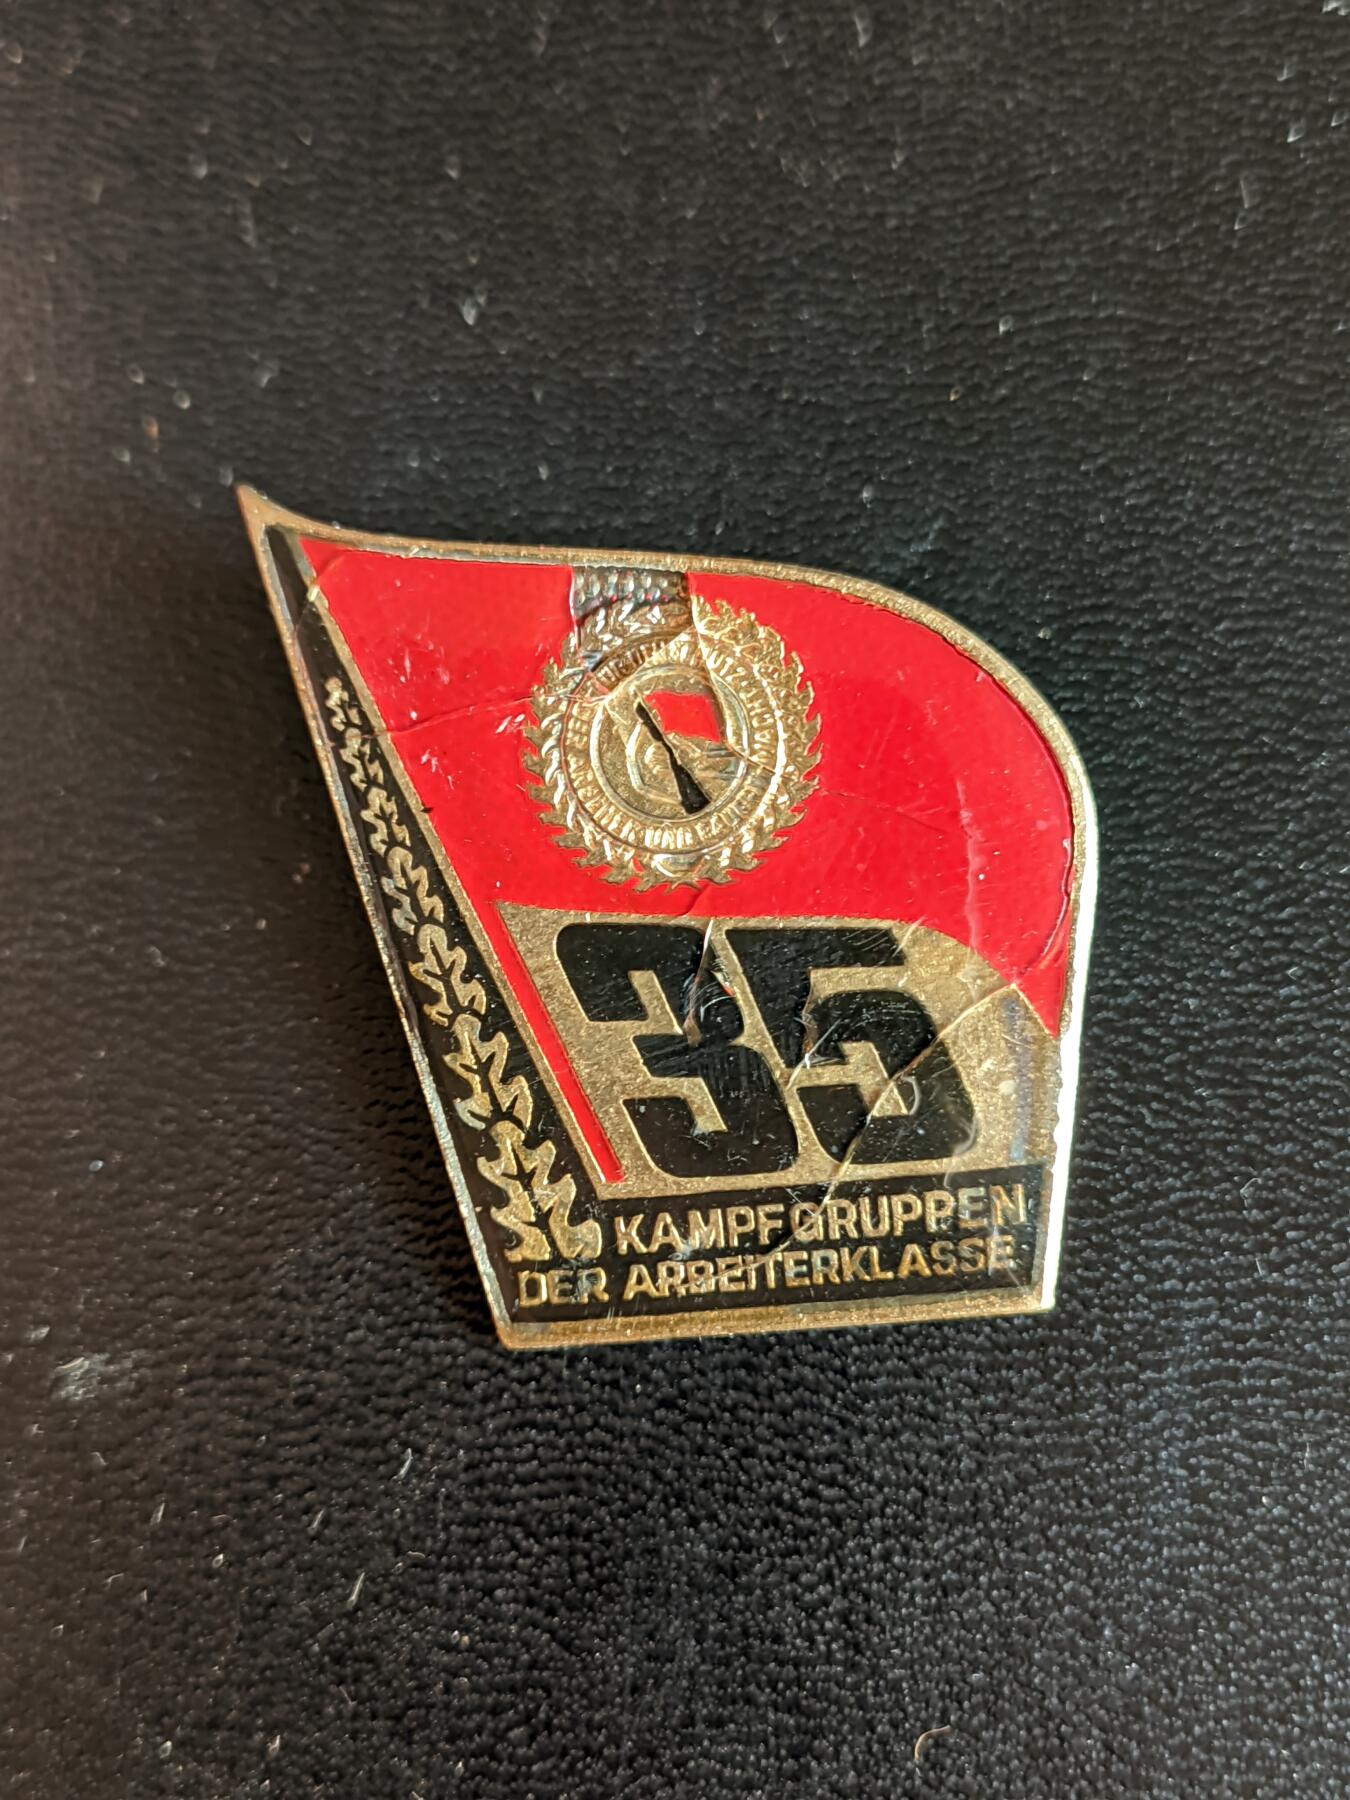 35
KAMPFGRUPPEN
DER ARBEITERKLASSE